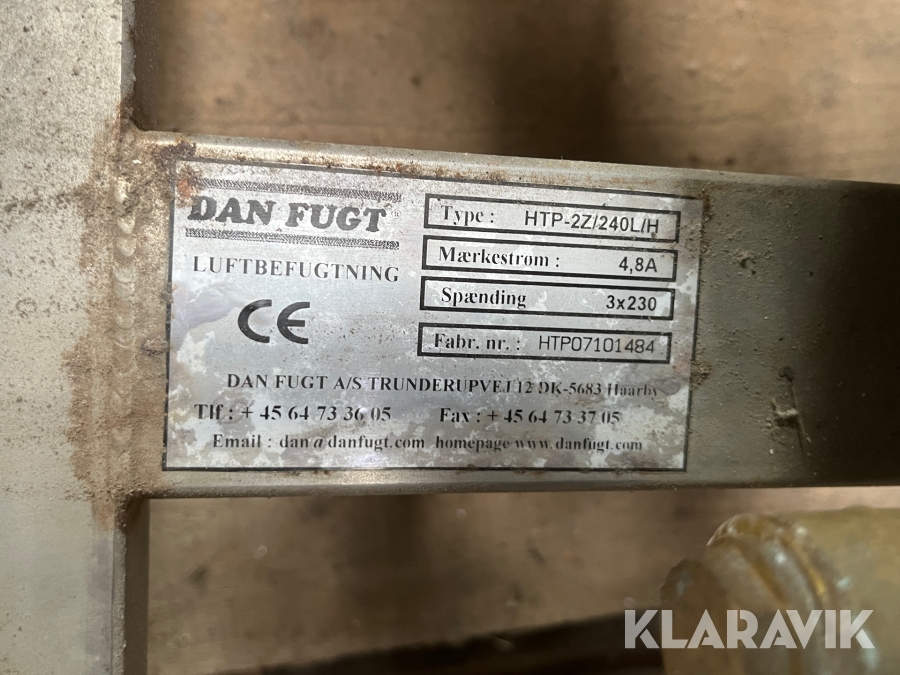 DAN FUGT®
LUFTBEFUGTNING
CE
Type : HTP-2Z/240L/H
Mærkestrøm : 4,8A
Spænding 3x230
Fabr. nr. : HTP07101484
DAN FUGT A/S TRUNDERUPVEJ 12 DK-5683 Haarby
Tlf : + 45 64 73 36 05 Fax : + 45 64 73 37 05
Email : dan@danfugt.com homepage www.danfugt.com
KLARAVIK